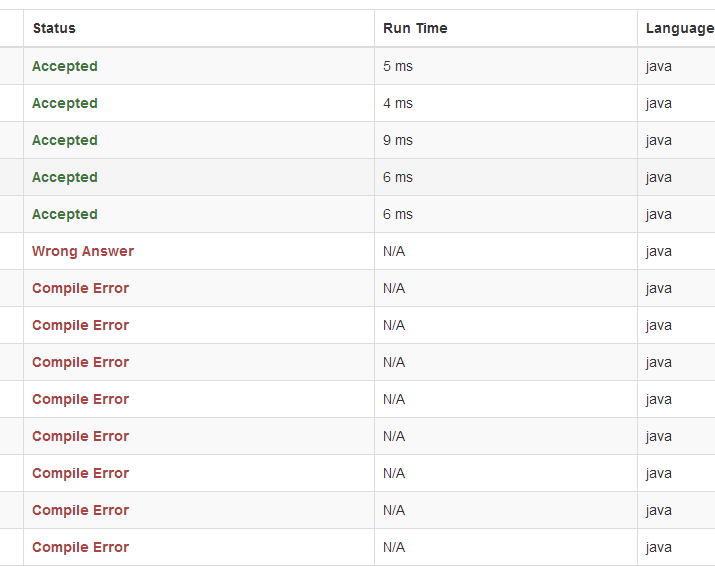 Status Run Time Language
Accepted 5 ms java
Accepted 4 ms java
Accepted 9 ms java
Accepted 6 ms java
Accepted 6 ms java
Wrong Answer N/A java
Compile Error N/A java
Compile Error N/A java
Compile Error N/A java
Compile Error N/A java
Compile Error N/A java
Compile Error N/A java
Compile Error N/A java
Compile Error N/A java